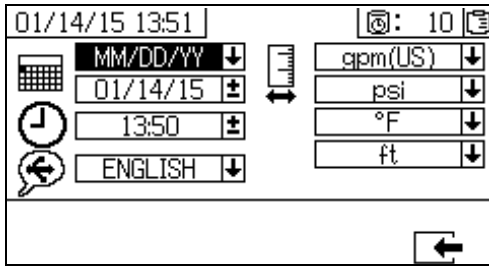 01/14/15 13:51 : 10
MM/DD/YY gpm(US)
01/14/15 ± psi
13:50 ± °F
ENGLISH ft